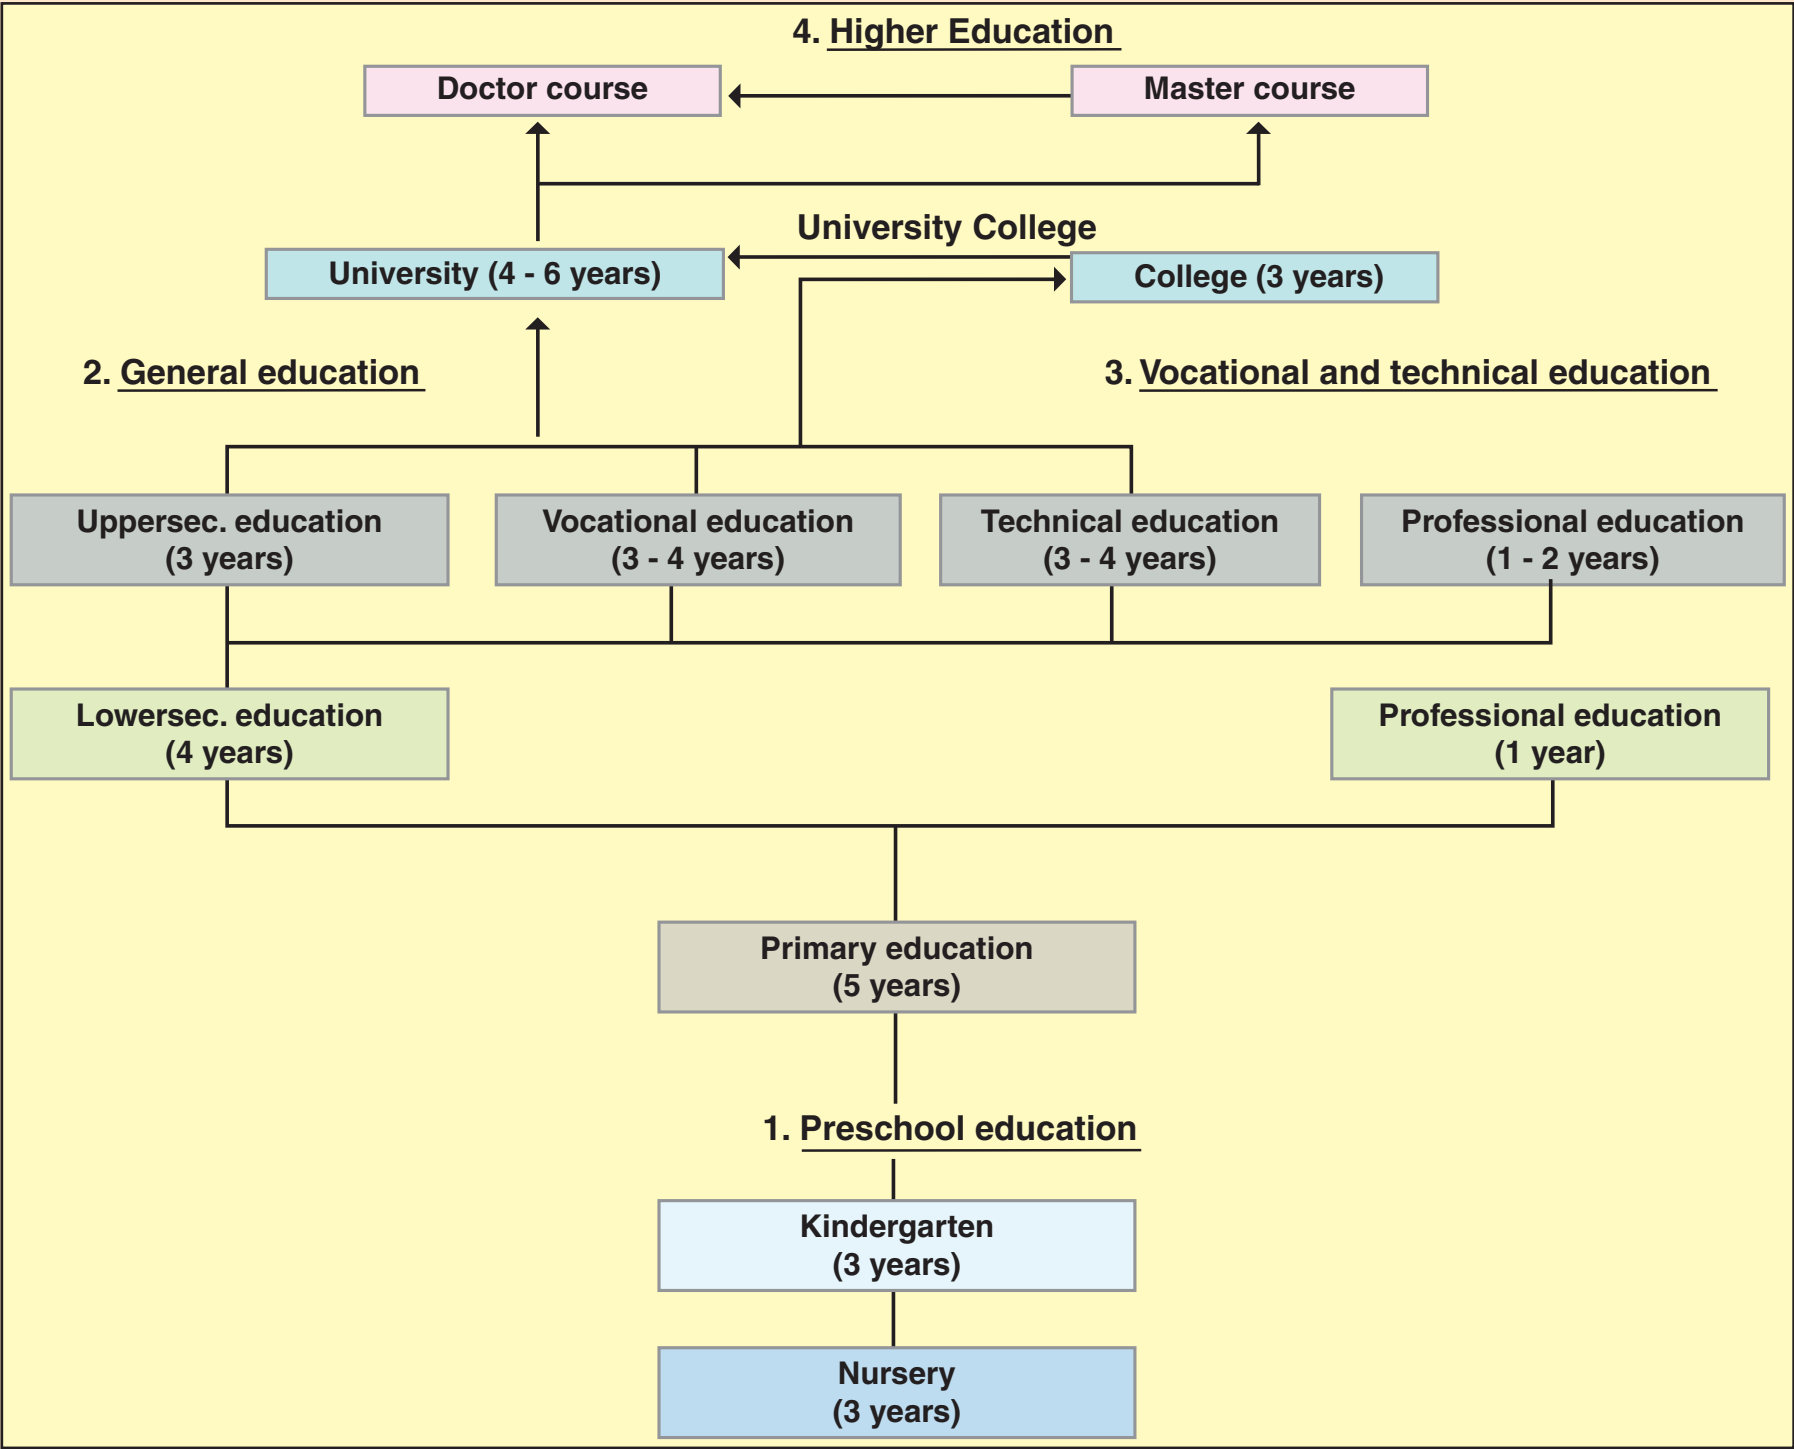 4. Higher Education
Doctor course
Master course
University College
University (4 - 6 years)
College (3 years)
2. General education
3. Vocational and technical education
Uppersec. education
(3 years)
Vocational education
(3 - 4 years)
Technical education
(3 - 4 years)
Professional education
(1 - 2 years)
Lowersec. education
(4 years)
Professional education
(1 year)
Primary education
(5 years)
1. Preschool education
Kindergarten
(3 years)
Nursery
(3 years)